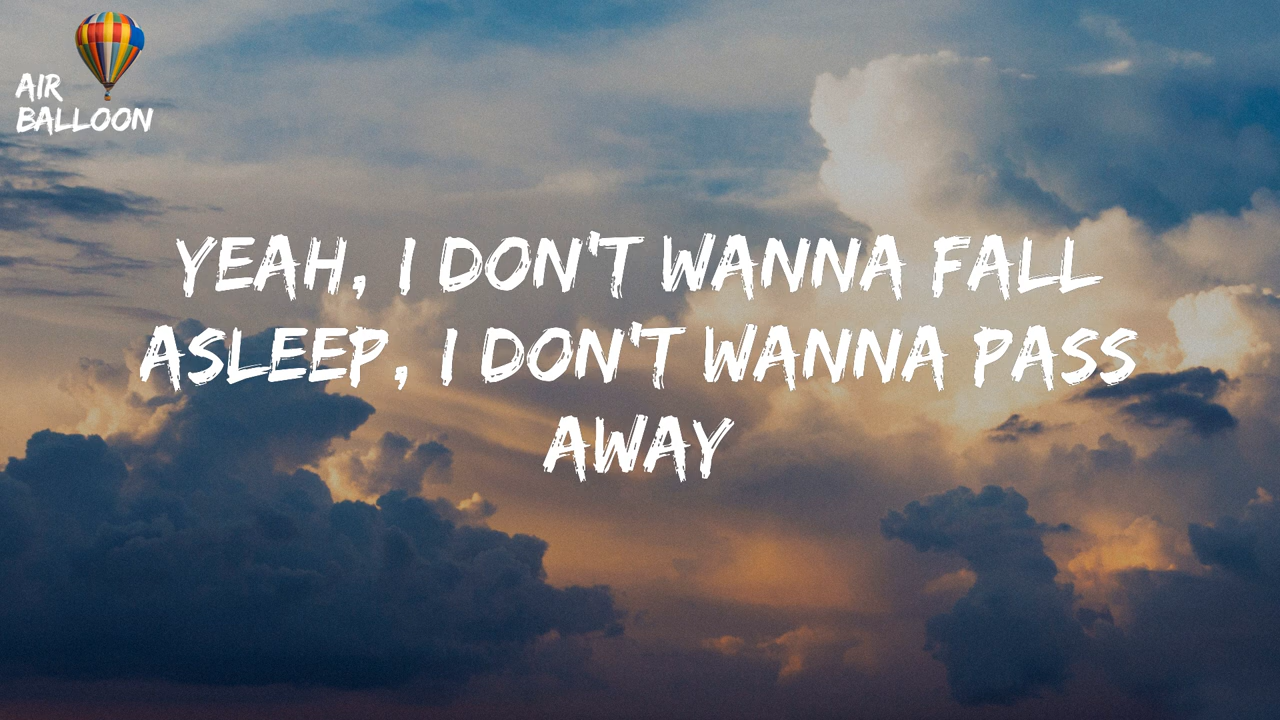 AIR
BALLOON
YEAH, I DON'T WANNA FALL
ASLEEP, I DON'T WANNA PASS
AWAY